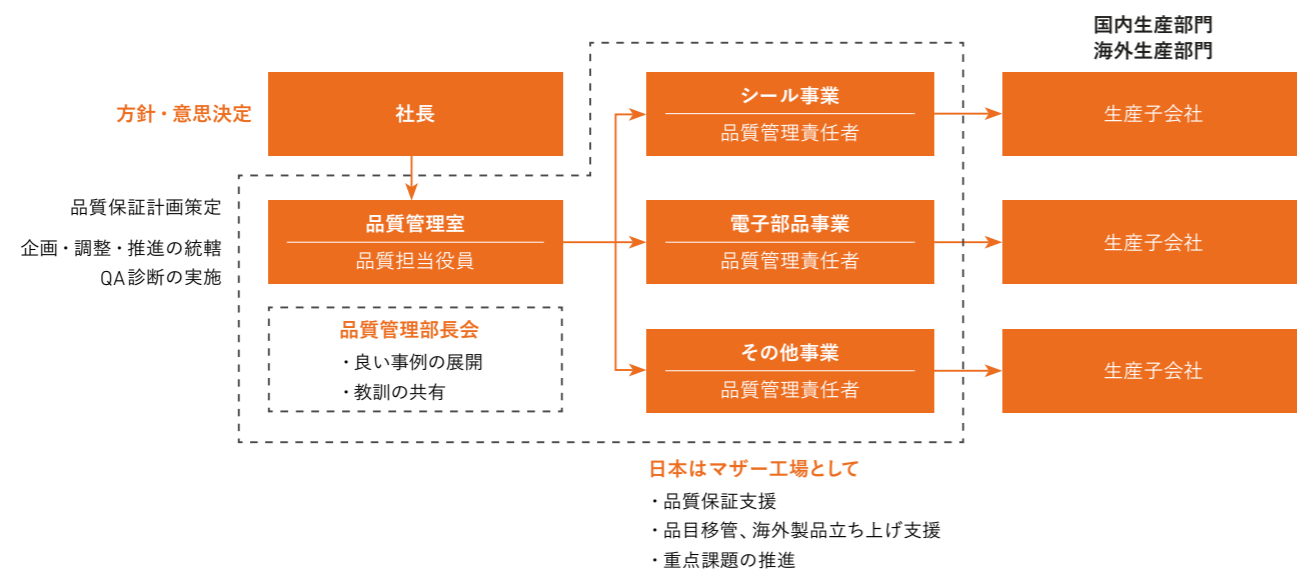 国内生産部門
海外生産部門
方針・意思決定
社長
シール事業
品質管理責任者
生産子会社
品質保証計画策定
企画・調整・推進の統轄
QA診断の実施
品質管理室
品質担当役員
電子部品事業
品質管理責任者
生産子会社
品質管理部長会
・良い事例の展開
・教訓の共有
その他事業
品質管理責任者
生産子会社
日本はマザー工場として
・品質保証支援
・品目移管、海外製品立ち上げ支援
・重点課題の推進